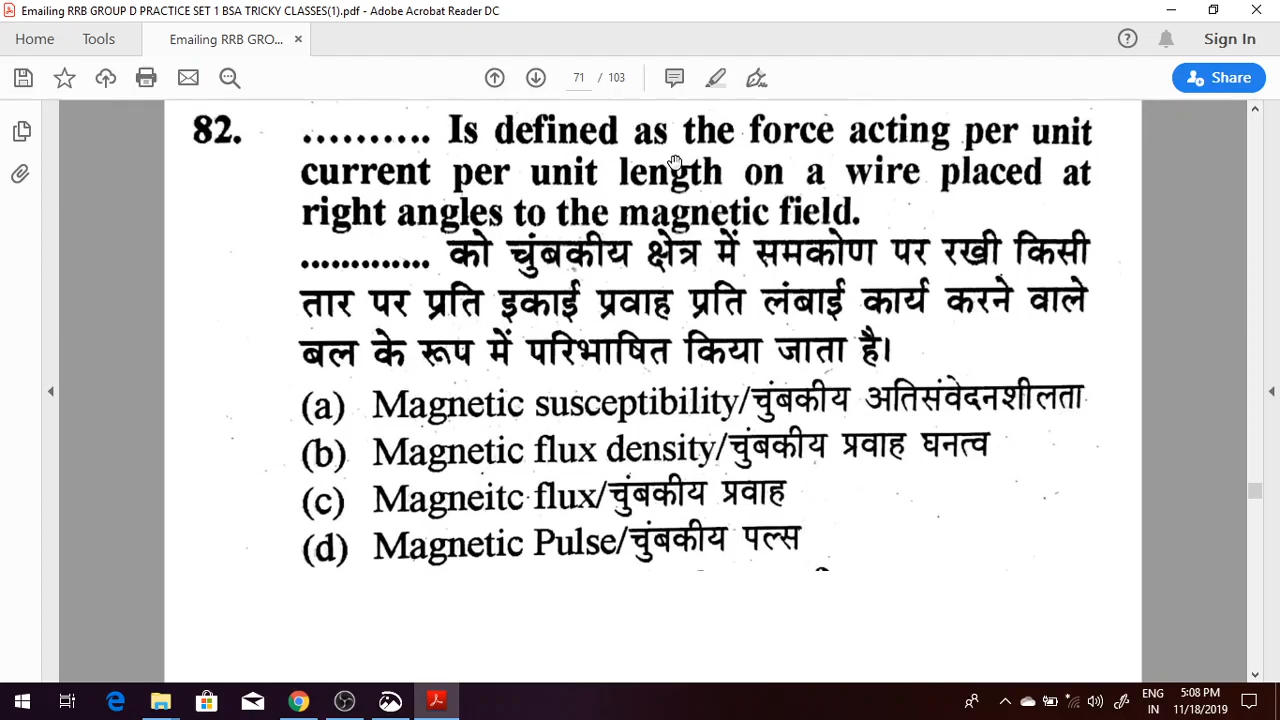 Emailing RRB GROUP D PRACTICE SET 1 BSA TRICKY CLASSES(1).pdf - Adobe Acrobat Reader DC
Home Tools Emailing RRB GRO... × Sign In
71 / 103 Share
82. ........... Is defined as the force acting per unit
current per unit length on a wire placed at
right angles to the magnetic field.
............. को चुंबकीय क्षेत्र में समकोण पर रखी किसी
तार पर प्रति इकाई प्रवाह प्रति लंबाई कार्य करने वाले
बल के रूप में परिभाषित किया जाता है।
(a) Magnetic susceptibility/चुंबकीय अतिसंवेदनशीलता
(b) Magnetic flux density/चुंबकीय प्रवाह घनत्व
(c) Magneitc flux/चुंबकीय प्रवाह
(d) Magnetic Pulse/चुंबकीय पल्स
ENG 5:08 PM
IN 11/18/2019